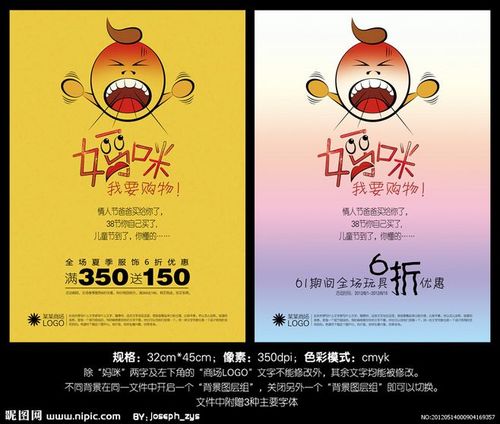 妈咪
我要购物!
情人节爸爸买给你了,
38节你自己买了,
儿童节到了,你懂的……
全场夏季服饰6折优惠
满350送150
某某商场
LOGO
妈咪
我要购物!
情人节爸爸买给你了,
38节你自己买了,
儿童节到了,你懂的……
61期间全场玩具6折优惠
某某商场
LOGO
规格:32cm*45cm;像素:350dpi;色彩模式:cmyk
除“妈咪”两字及左下角的“商场LOGO”文字不能修改外,其余文字均能被修改。
不同背景在同一文件中开启一个“背景图层组”,关闭另外一个“背景图层组”即可以切换。
文件中附赠3种主要字体
昵图网 www.nipic.com BY:joseph_zys
NO:20120514000904169357